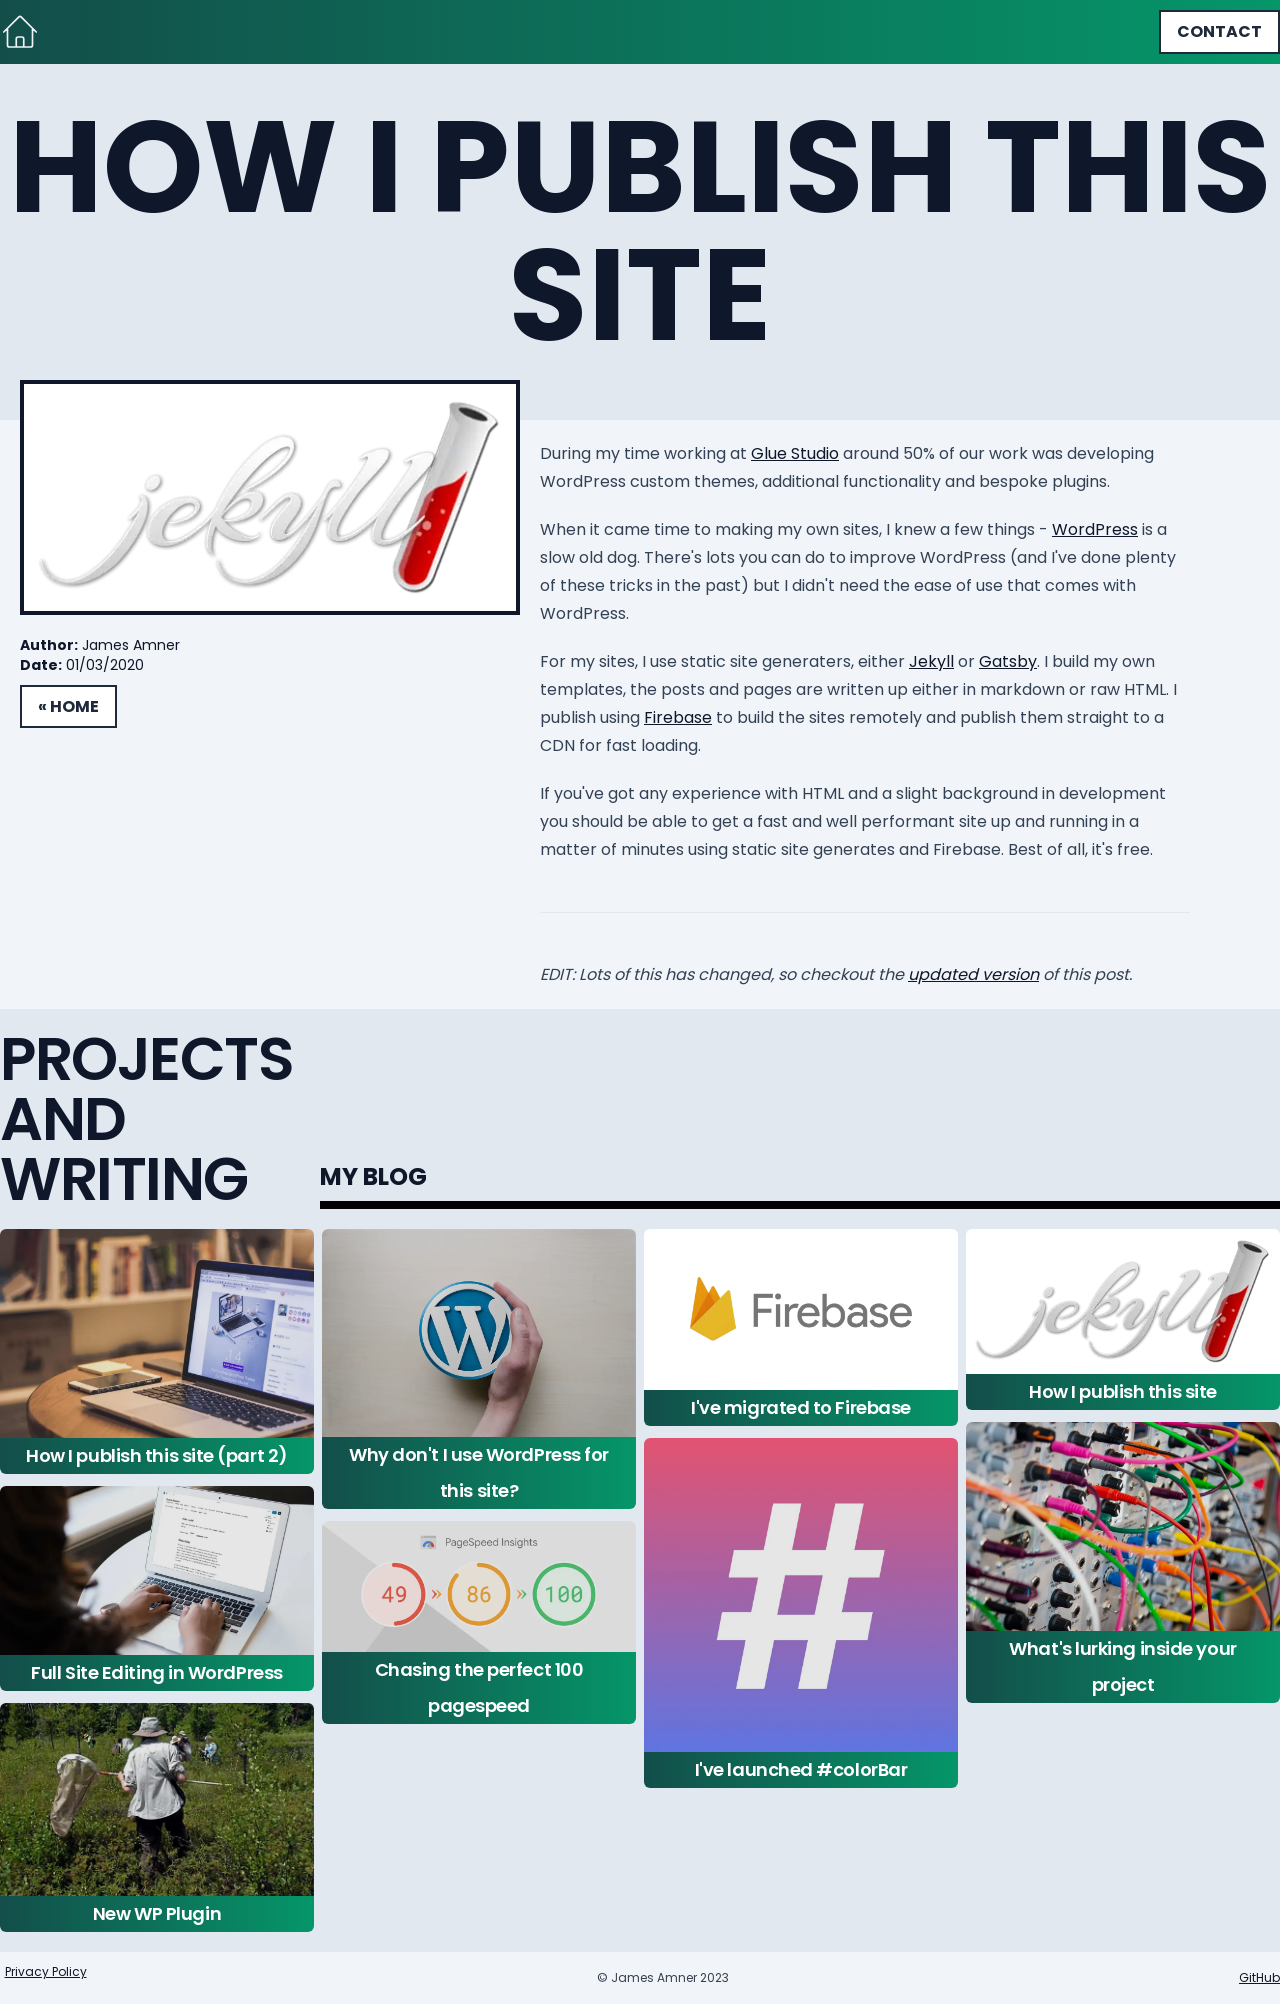 CONTACT
HOW I PUBLISH THIS
SITE
jekyll
During my time working at Glue Studio around 50% of our work was developing
WordPress custom themes, additional functionality and bespoke plugins.
When it came time to making my own sites, I knew a few things - WordPress is a
slow old dog. There's lots you can do to improve WordPress (and I've done plenty
of these tricks in the past) but I didn't need the ease of use that comes with
WordPress.
For my sites, I use static site generaters, either Jekyll or Gatsby. I build my own
templates, the posts and pages are written up either in markdown or raw HTML. I
publish using Firebase to build the sites remotely and publish them straight to a
CDN for fast loading.
If you've got any experience with HTML and a slight background in development
you should be able to get a fast and well performant site up and running in a
matter of minutes using static site generates and Firebase. Best of all, it's free.
EDIT: Lots of this has changed, so checkout the updated version of this post.
Author: James Amner
Date: 01/03/2020
« HOME
PROJECTS
AND
WRITING
MY BLOG
How I publish this site (part 2)
Full Site Editing in WordPress
New WP Plugin
W
Why don't I use WordPress for
this site?
PageSpeed Insights
49 » 86 » 100
Chasing the perfect 100
pagespeed
Firebase
I've migrated to Firebase
#
I've launched #colorBar
jekyll
How I publish this site
What's lurking inside your
project
Privacy Policy
© James Amner 2023
GitHub